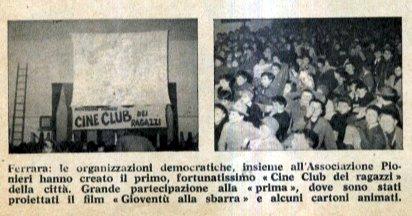 CINE CLUB DEI
RAGAZZI
Ferrara: le organizzazioni democratiche, insieme all'Associazione Pio-
nieri hanno creato il primo, fortunatissimo «Cine Club dei ragazzi»
della città. Grande partecipazione alla «prima», dove sono stati
proiettati il film «Gioventù alla sbarra» e alcuni cartoni animati.